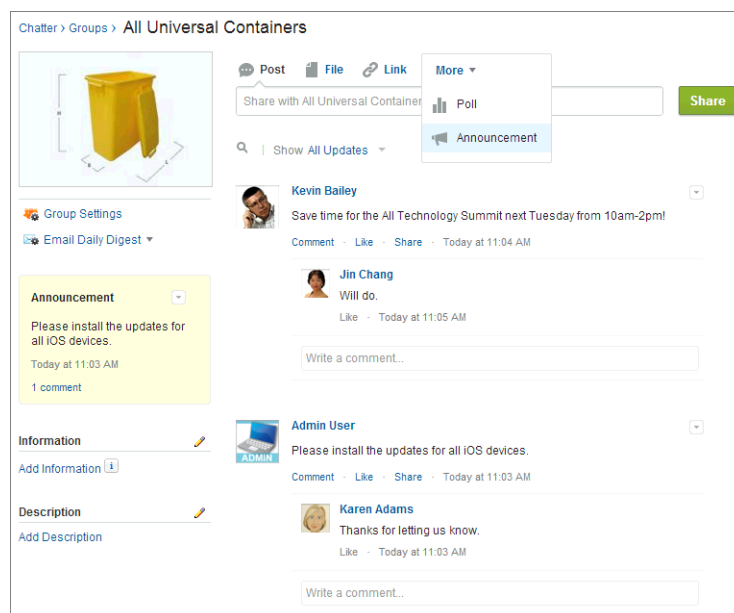 Chatter › Groups › All Universal Containers
H
B
L
Group Settings
Email Daily Digest
Announcement
Please install the updates for
all iOS devices.
Today at 11:03 AM
1 comment
Information
Add Information i
Description
Add Description
Post File Link More
Poll
Announcement
Share with All Universal Container
Share
Show All Updates
Kevin Bailey
Save time for the All Technology Summit next Tuesday from 10am-2pm!
Comment · Like · Share · Today at 11:04 AM
Jin Chang
Will do.
Like · Today at 11:05 AM
Write a comment...
Admin User
ADMIN
Please install the updates for all iOS devices.
Comment · Like · Share · Today at 11:03 AM
Karen Adams
Thanks for letting us know.
Like · Today at 11:03 AM
Write a comment...